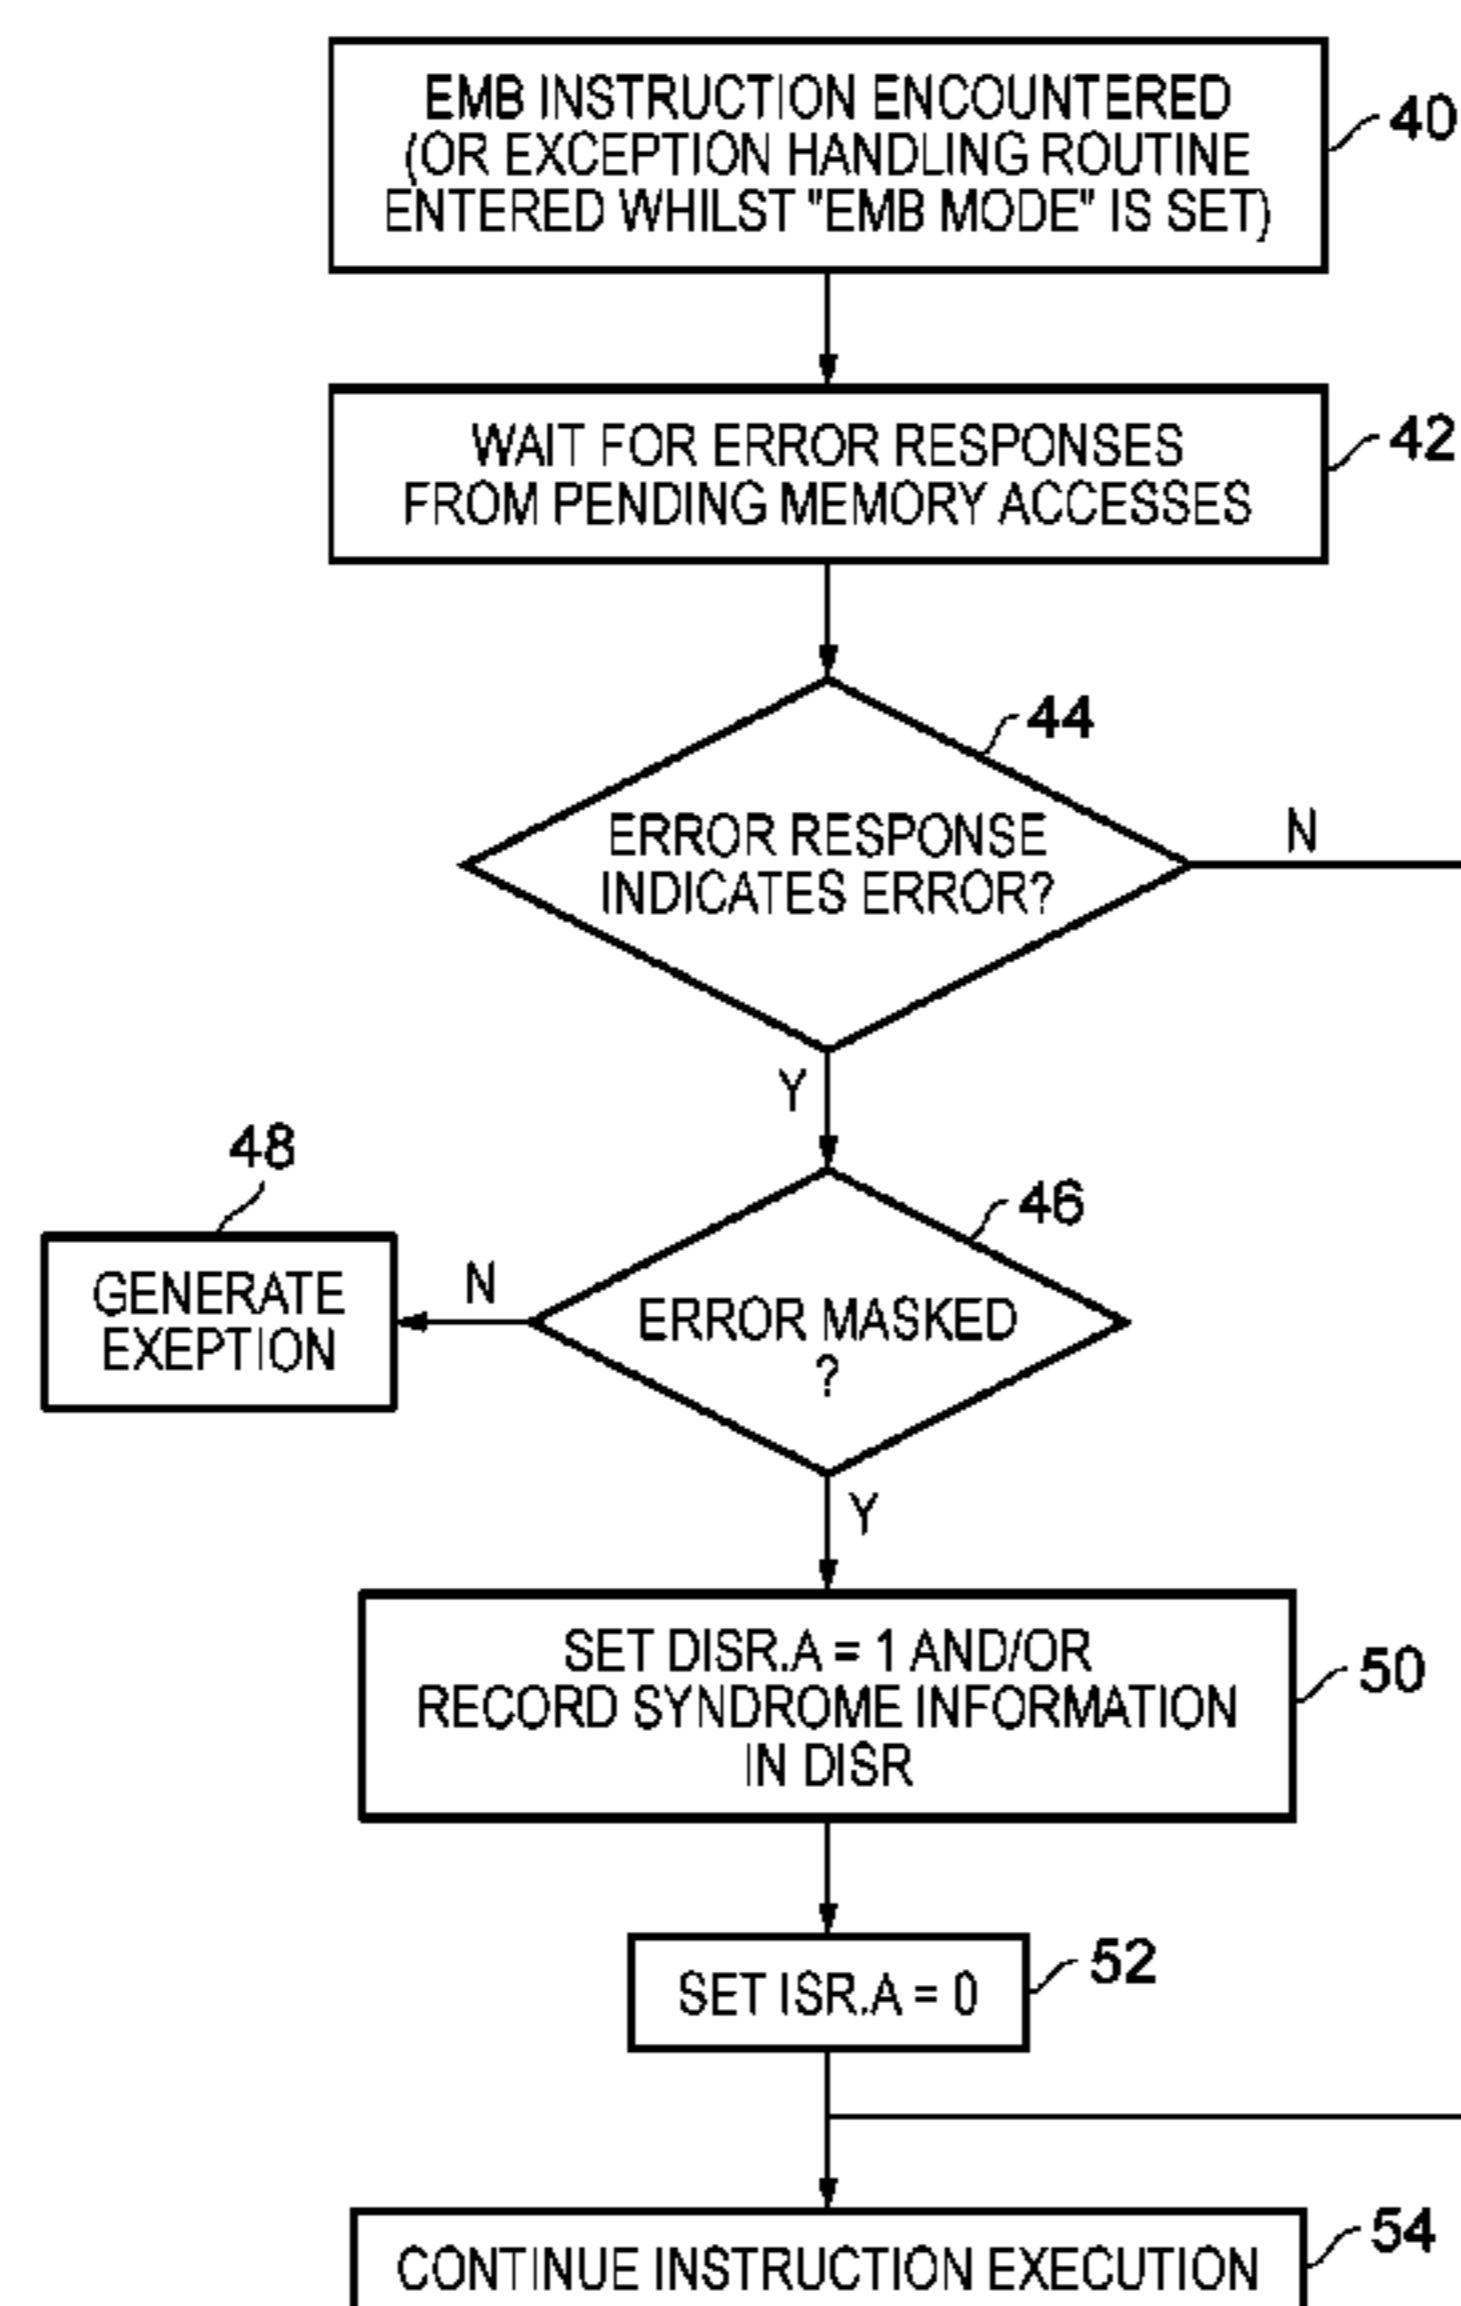 EMB INSTRUCTION ENCOUNTERED
(OR EXCEPTION HANDLING ROUTINE
ENTERED WHILST "EMB MODE" IS SET)
40
WAIT FOR ERROR RESPONSES
FROM PENDING MEMORY ACCESSES
42
44
ERROR RESPONSE
INDICATES ERROR?
N
Y
48
46
GENERATE
EXEPTION
N
ERROR MASKED
?
Y
SET DISR.A = 1 AND/OR
RECORD SYNDROME INFORMATION
IN DISR
50
SET ISR.A = 0
52
CONTINUE INSTRUCTION EXECUTION
54